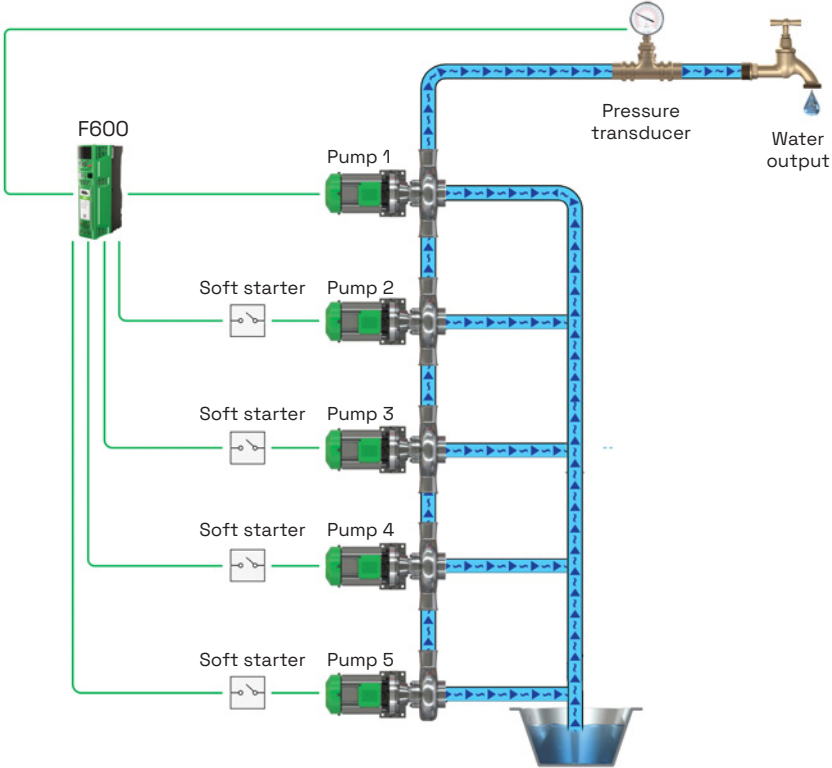 F600
Pressure
transducer
Water
output
Pump 1
Soft starter
Pump 2
Soft starter
Pump 3
Soft starter
Pump 4
Soft starter
Pump 5